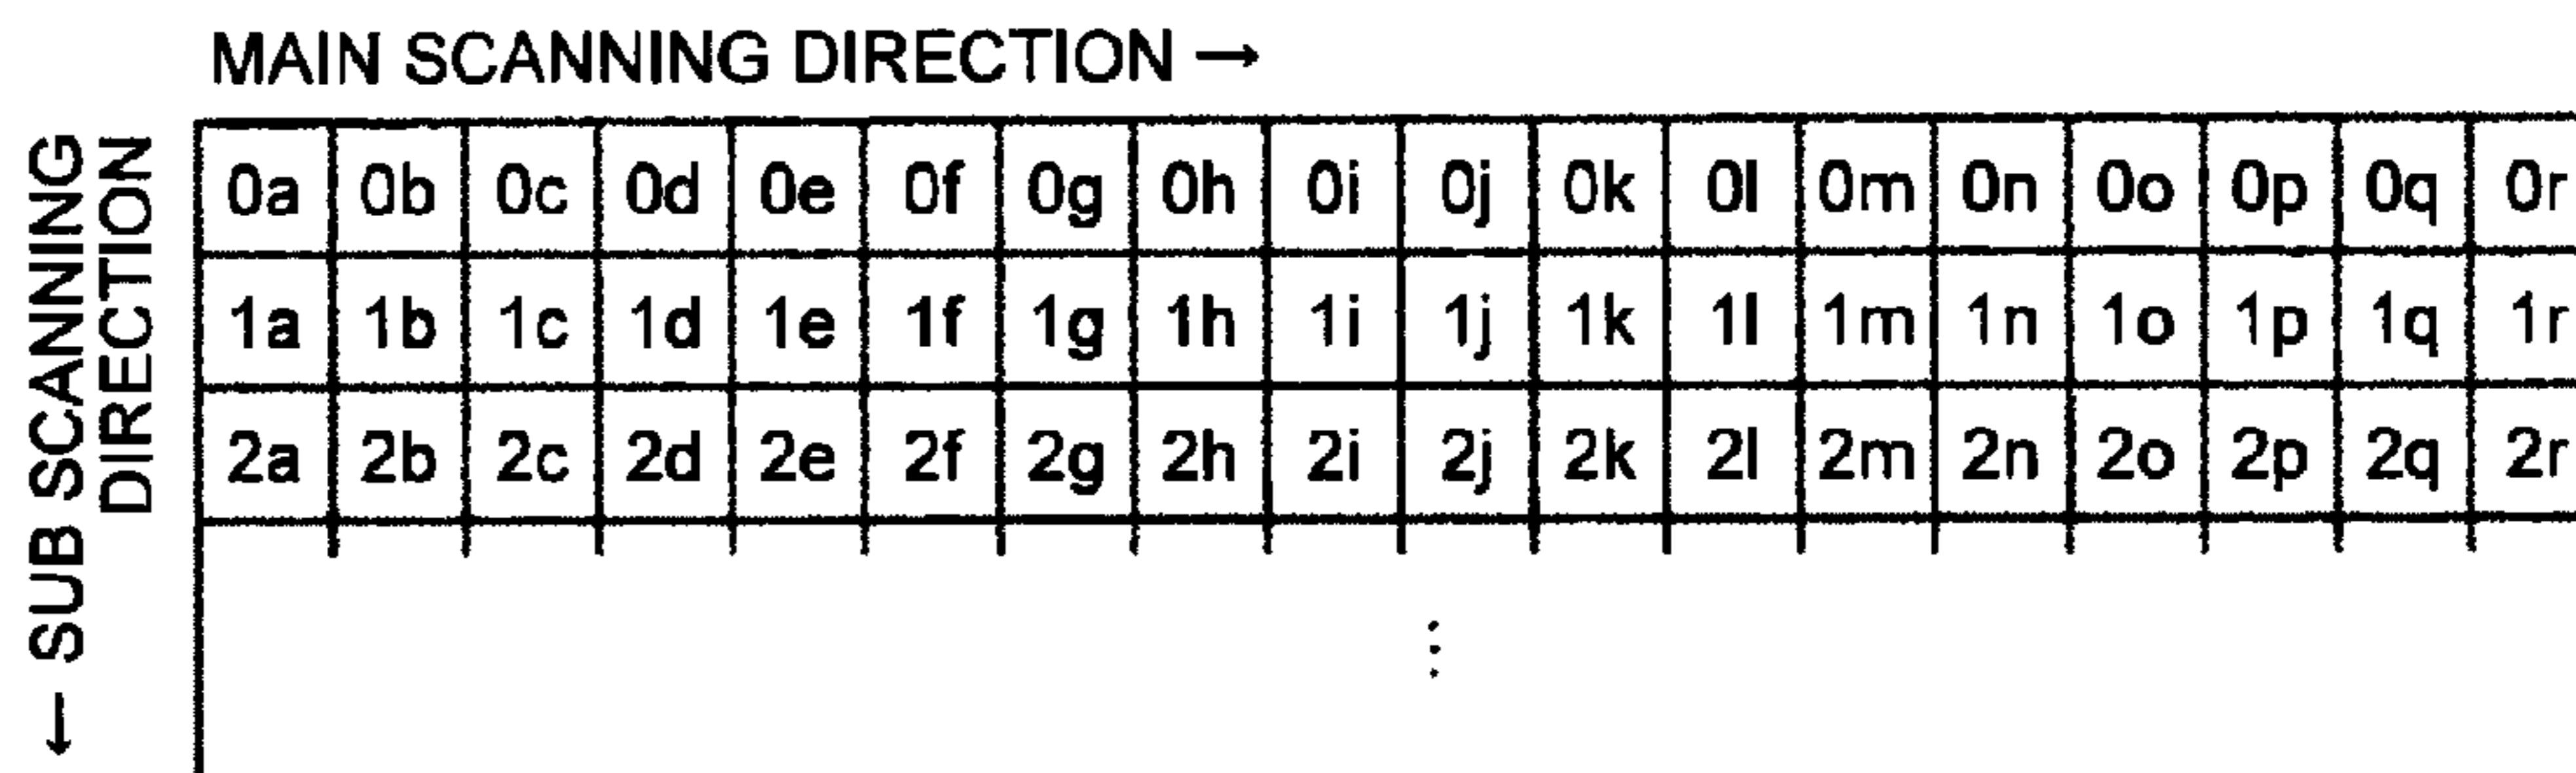 MAIN SCANNING DIRECTION →
← SUB SCANNING
DIRECTION
0a 0b 0c 0d 0e 0f 0g 0h 0i 0j 0k 0l 0m 0n 0o 0p 0q 0r
1a 1b 1c 1d 1e 1f 1g 1h 1i 1j 1k 1l 1m 1n 1o 1p 1q 1r
2a 2b 2c 2d 2e 2f 2g 2h 2i 2j 2k 2l 2m 2n 2o 2p 2q 2r
⋮